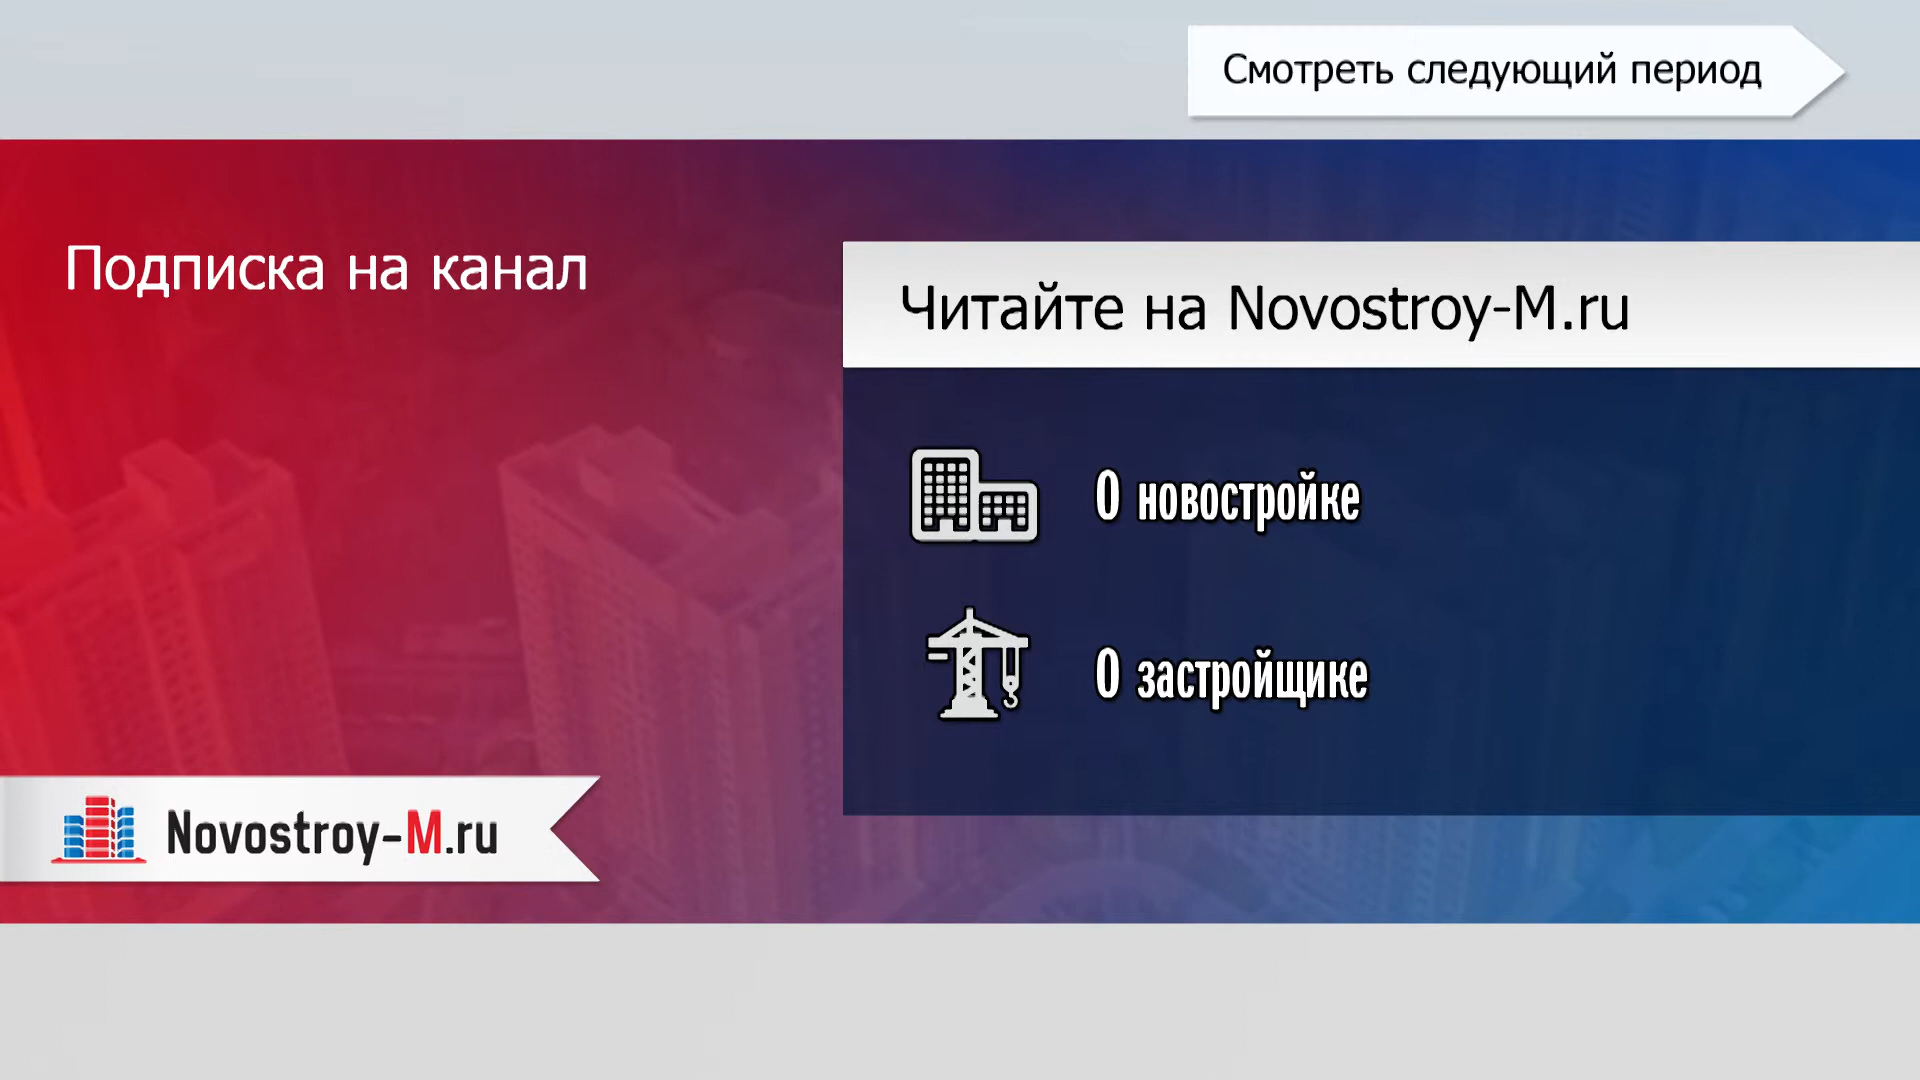 Смотреть следующий период
Подписка на канал
Читайте на Novostroy-M.ru
О новостройке
О застройщике
Novostroy-M.ru